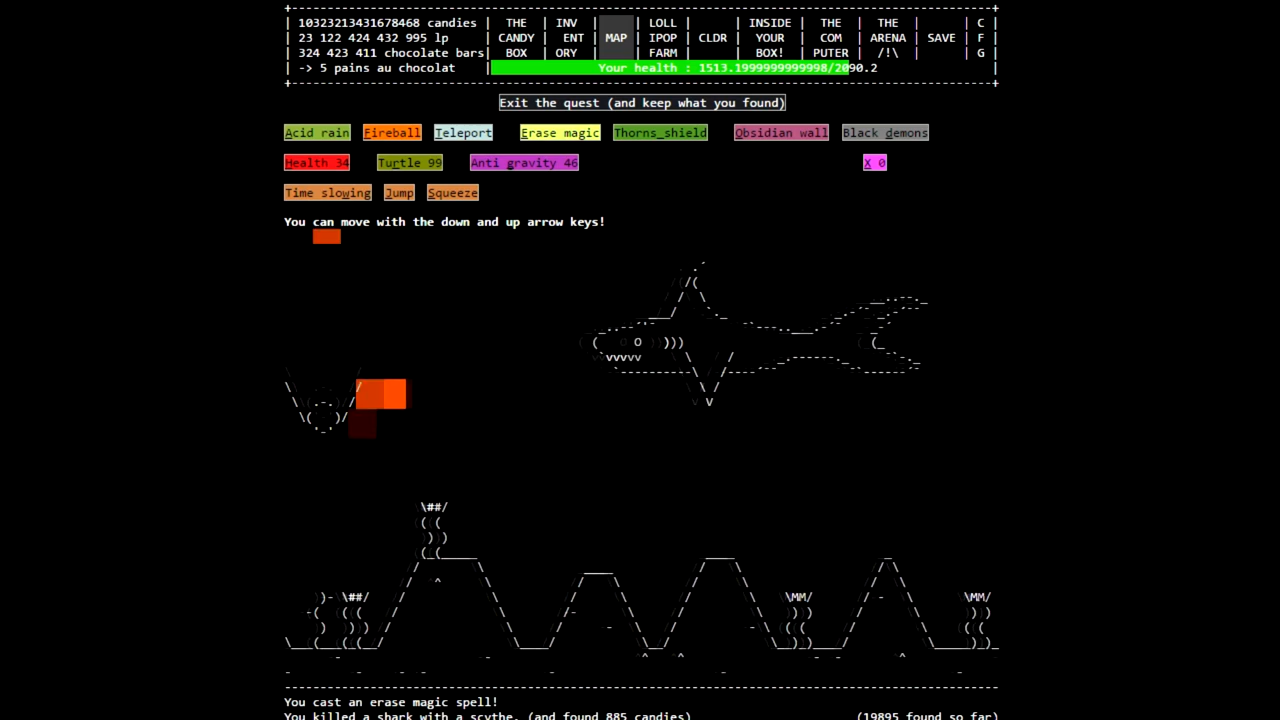 10323213431678468 candies | THE | INV | | LOLL | | INSIDE | THE | THE | | C
23 122 424 432 995 lp | CANDY | ENT | MAP | IPOP | CLDR | YOUR | COM | ARENA | SAVE | F
324 423 411 chocolate bars| BOX | ORY | | FARM | | BOX! | PUTER | /!\ | | G
-> 5 pains au chocolat | Your health : 1513.1999999999998/2090.2
Exit the quest (and keep what you found)
Acid rain Fireball Teleport Erase magic Thorns_shield Obsidian wall Black demons
Health 34 Turtle 99 Anti gravity 46 X 0
Time slowing Jump Squeeze
You can move with the down and up arrow keys!
You cast an erase magic spell!
You killed a shark with a scythe. (and found 885 candies) (19895 found so far)